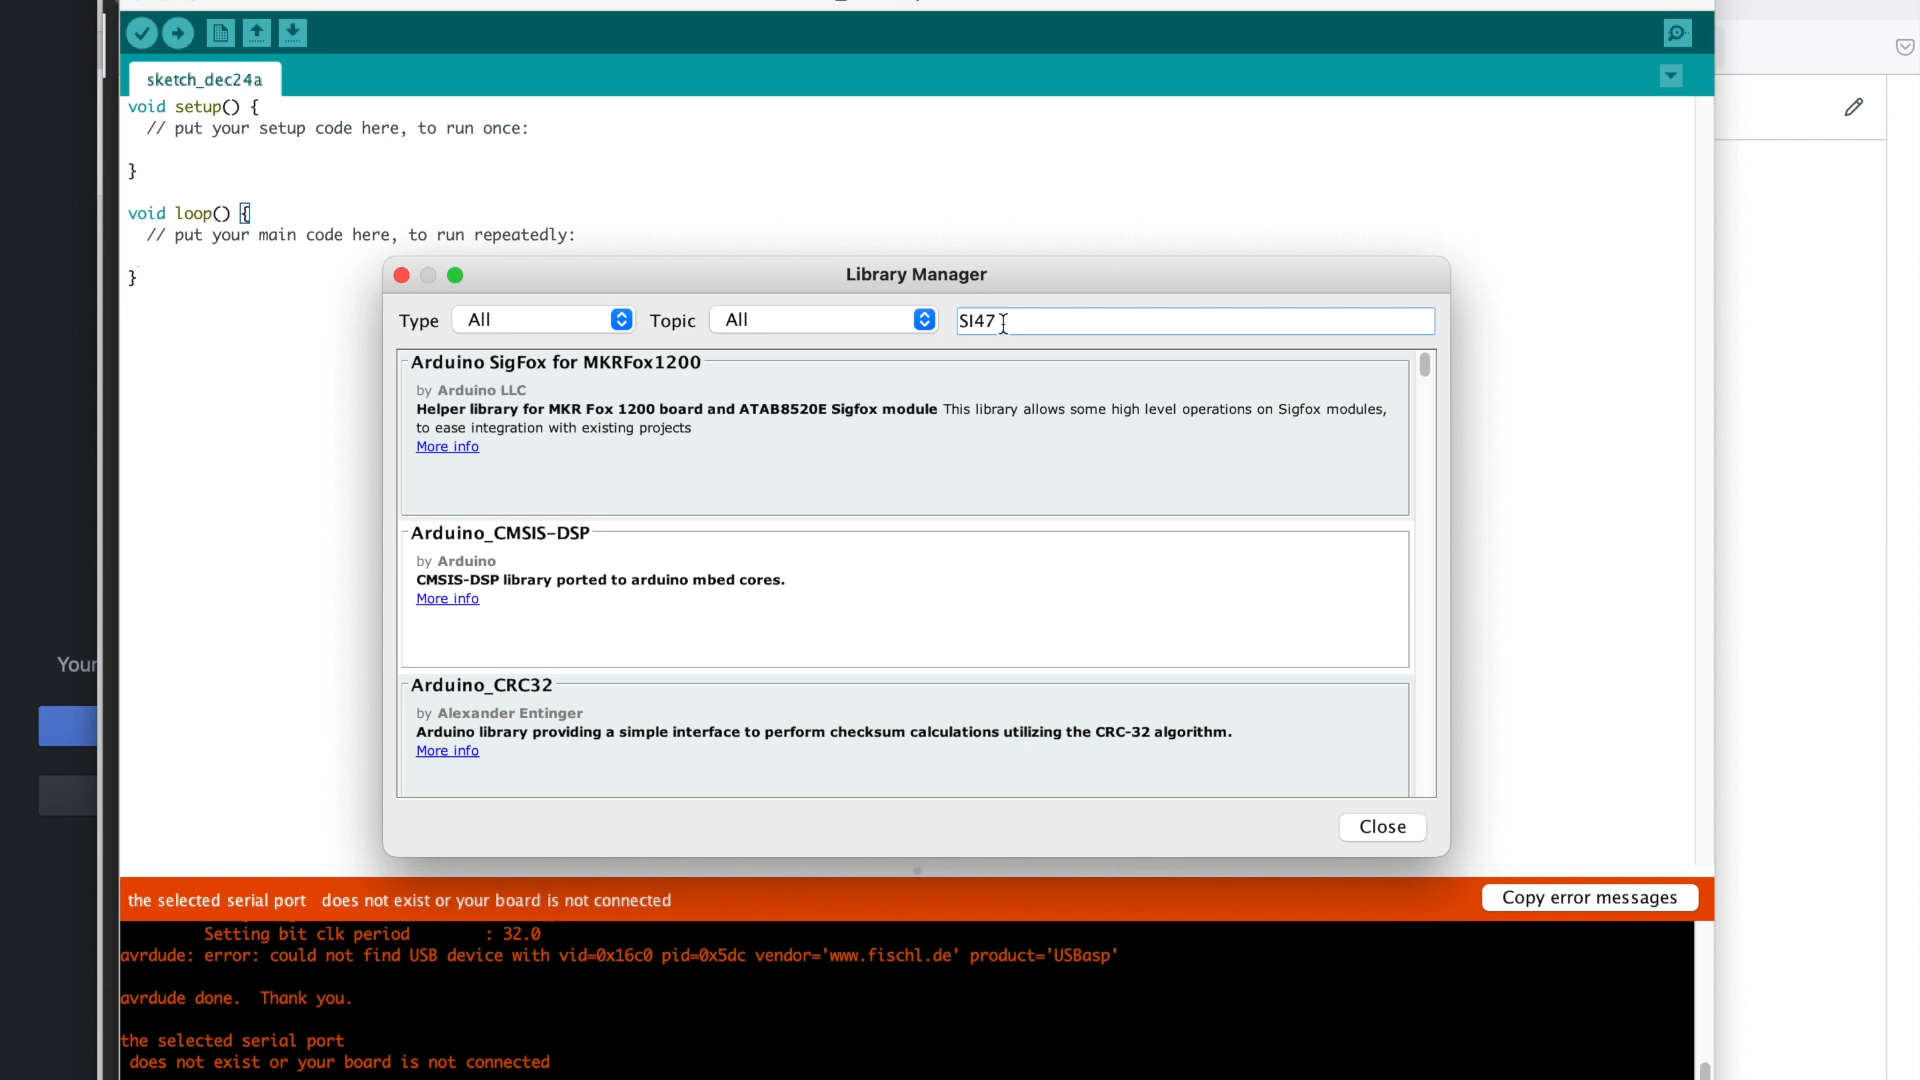 sketch_dec24a
void setup() {
// put your setup code here, to run once:
}
void loop() {
// put your main code here, to run repeatedly:
}
Library Manager
Type All Topic All SI47
Arduino SigFox for MKRFox1200
by Arduino LLC
Helper library for MKR Fox 1200 board and ATAB8520E Sigfox module This library allows some high level operations on Sigfox modules,
to ease integration with existing projects
More info
Arduino_CMSIS-DSP
by Arduino
CMSIS-DSP library ported to arduino mbed cores.
More info
Arduino_CRC32
by Alexander Entinger
Arduino library providing a simple interface to perform checksum calculations utilizing the CRC-32 algorithm.
More info
Close
Your
the selected serial port does not exist or your board is not connected
Copy error messages
Setting bit clk period : 32.0
avrdude: error: could not find USB device with vid=0x16c0 pid=0x5dc vendor='www.fischl.de' product='USBasp'
avrdude done. Thank you.
the selected serial port
does not exist or your board is not connected